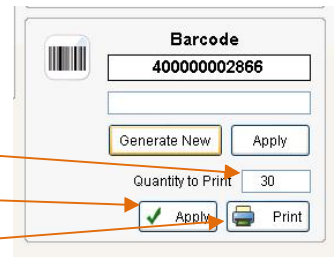 Barcode
400000002866
Generate New Apply
Quantity to Print 30
Apply Print